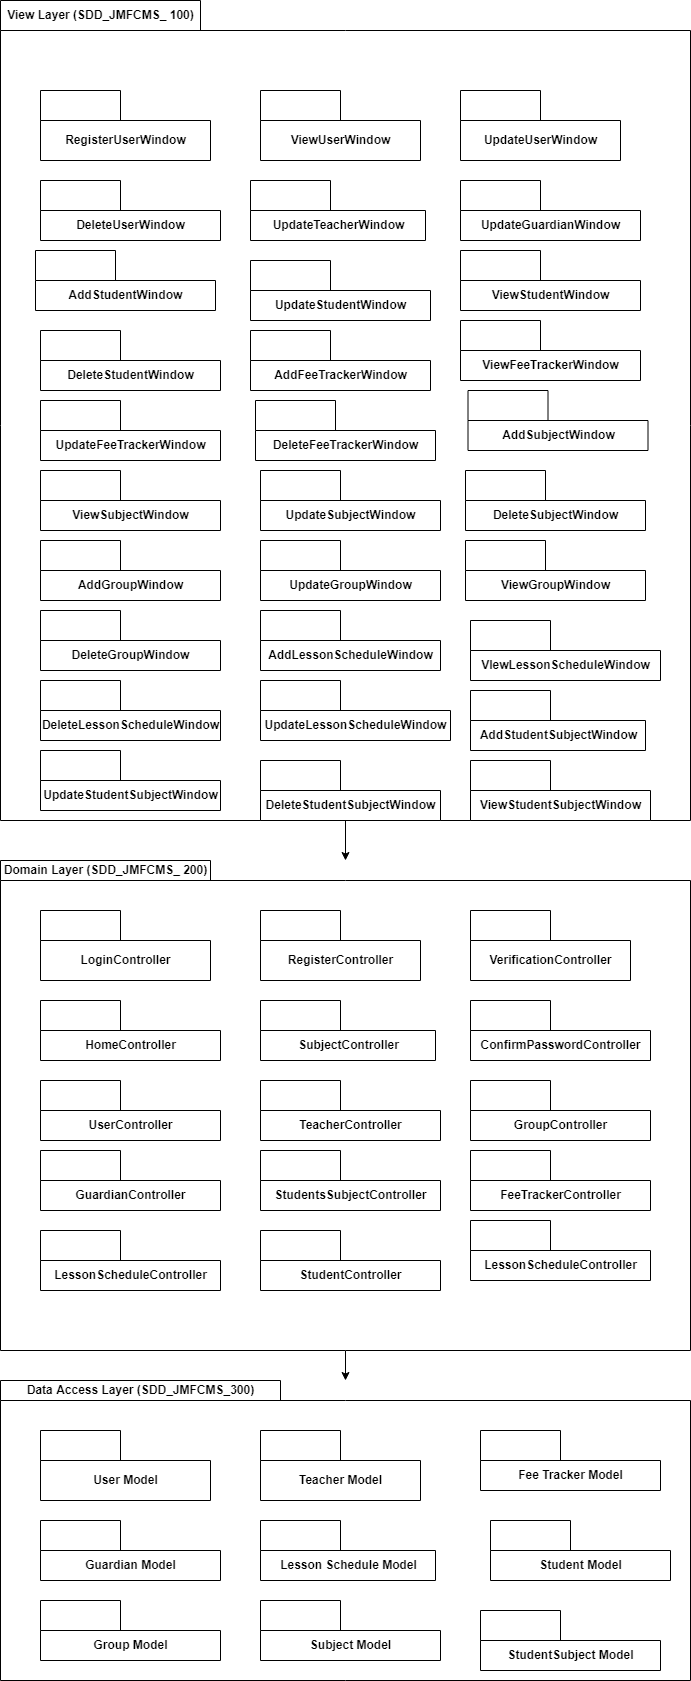 View Layer (SDD_JMFCMS_ 100)
RegisterUserWindow
ViewUserWindow
UpdateUserWindow
DeleteUserWindow
UpdateTeacherWindow
UpdateGuardianWindow
AddStudentWindow
UpdateStudentWindow
ViewStudentWindow
DeleteStudentWindow
AddFeeTrackerWindow
ViewFeeTrackerWindow
UpdateFeeTrackerWindow
DeleteFeeTrackerWindow
AddSubjectWindow
ViewSubjectWindow
UpdateSubjectWindow
DeleteSubjectWindow
AddGroupWindow
UpdateGroupWindow
ViewGroupWindow
DeleteGroupWindow
AddLessonScheduleWindow
VIewLessonScheduleWindow
DeleteLessonScheduleWindow
UpdateLessonScheduleWindow
AddStudentSubjectWindow
UpdateStudentSubjectWindow
DeleteStudentSubjectWindow
ViewStudentSubjectWindow
Domain Layer (SDD_JMFCMS_ 200)
LoginController
RegisterController
VerificationController
HomeController
SubjectController
ConfirmPasswordController
UserController
TeacherController
GroupController
GuardianController
StudentsSubjectController
FeeTrackerController
LessonScheduleController
StudentController
LessonScheduleController
Data Access Layer (SDD_JMFCMS_300)
User Model
Teacher Model
Fee Tracker Model
Guardian Model
Lesson Schedule Model
Student Model
Group Model
Subject Model
StudentSubject Model